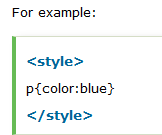 For example:
<style>
p{color:blue}
</style>